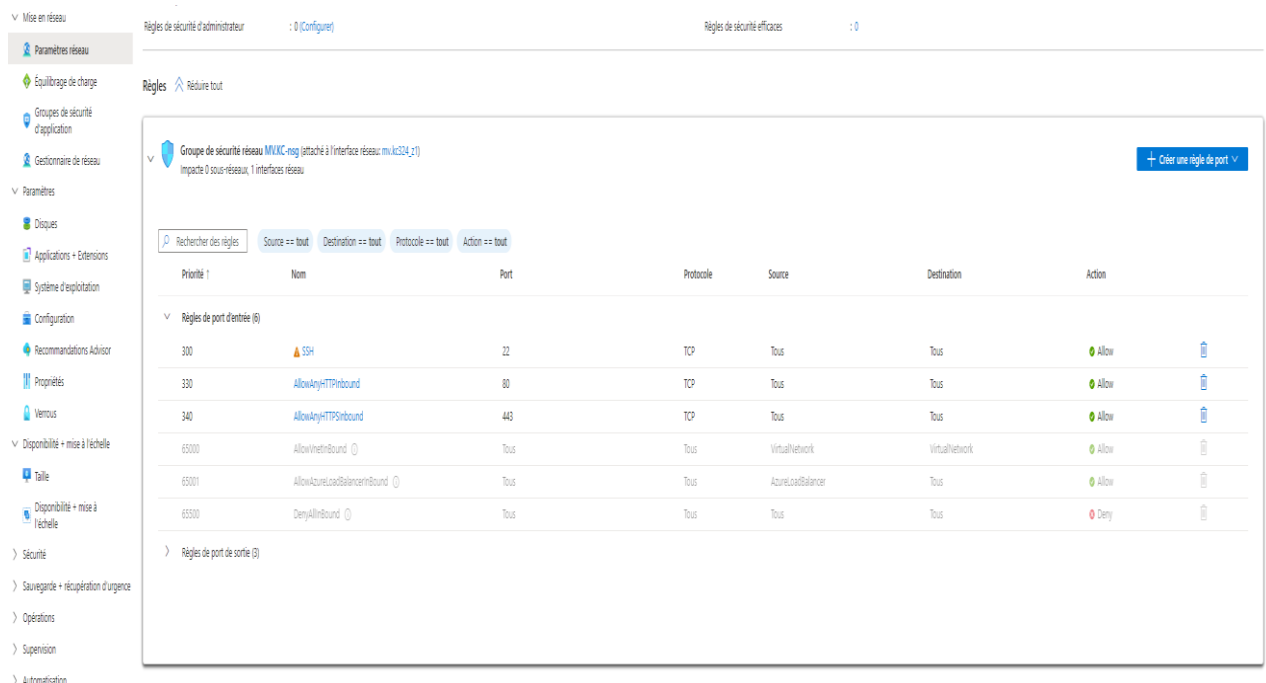 Mise en réseau
Paramètres réseau
Équilibrage de charge
Groupes de sécurité
d'application
Gestionnaire de réseau
Paramètres
Disques
Applications + Extensions
Système d'exploitation
Configuration
Recommandations Advisor
Propriétés
Verrous
Disponibilité + mise à l'échelle
Taille
Disponibilité + mise à
l'échelle
Sécurité
Sauvegarde + récupération d'urgence
Opérations
Supervision
Automatisation
Règles de sécurité d'administrateur : 0 (Configurer) Règles de sécurité efficaces : 0
Règles Réduire tout
Groupe de sécurité réseau MV.KC-nsg (attaché à l'interface réseau: mv.kc324_z1)
Impacte 0 sous-réseaux, 1 interfaces réseau
Créer une règle de port
Rechercher des règles Source == tout Destination == tout Protocole == tout Action == tout
Priorité ↑ Nom Port Protocole Source Destination Action
Règles de port d'entrée (6)
300 SSH 22 TCP Tous Tous Allow
330 AllowAnyHTTPInbound 80 TCP Tous Tous Allow
340 AllowAnyHTTPSInbound 443 TCP Tous Tous Allow
65000 AllowVnetInBound Tous Tous VirtualNetwork VirtualNetwork Allow
65001 AllowAzureLoadBalancerInBound Tous Tous AzureLoadBalancer Tous Allow
65500 DenyAllInBound Tous Tous Tous Tous Deny
Règles de port de sortie (3)